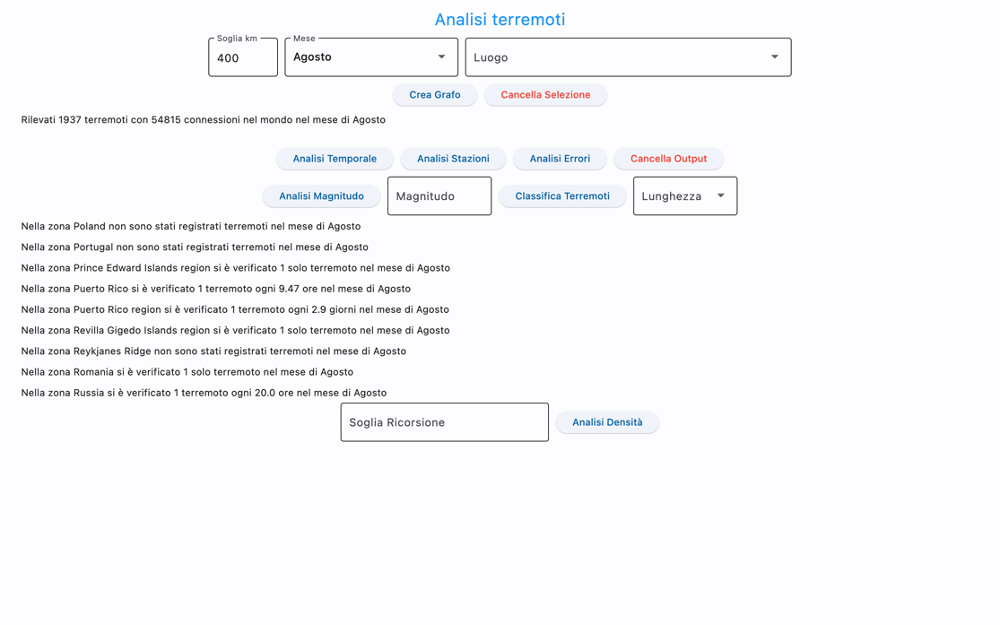 Analisi terremoti
Soglia km
Mese
400
Agosto
Luogo
Crea Grafo
Cancella Selezione
Rilevati 1937 terremoti con 54815 connessioni nel mondo nel mese di Agosto
Analisi Temporale
Analisi Stazioni
Analisi Errori
Cancella Output
Analisi Magnitudo
Magnitudo
Classifica Terremoti
Lunghezza
Nella zona Poland non sono stati registrati terremoti nel mese di Agosto
Nella zona Portugal non sono stati registrati terremoti nel mese di Agosto
Nella zona Prince Edward Islands region si è verificato 1 solo terremoto nel mese di Agosto
Nella zona Puerto Rico si è verificato 1 terremoto ogni 9.47 ore nel mese di Agosto
Nella zona Puerto Rico region si è verificato 1 terremoto ogni 2.9 giorni nel mese di Agosto
Nella zona Revilla Gigedo Islands region si è verificato 1 solo terremoto nel mese di Agosto
Nella zona Reykjanes Ridge non sono stati registrati terremoti nel mese di Agosto
Nella zona Romania si è verificato 1 solo terremoto nel mese di Agosto
Nella zona Russia si è verificato 1 terremoto ogni 20.0 ore nel mese di Agosto
Soglia Ricorsione
Analisi Densità